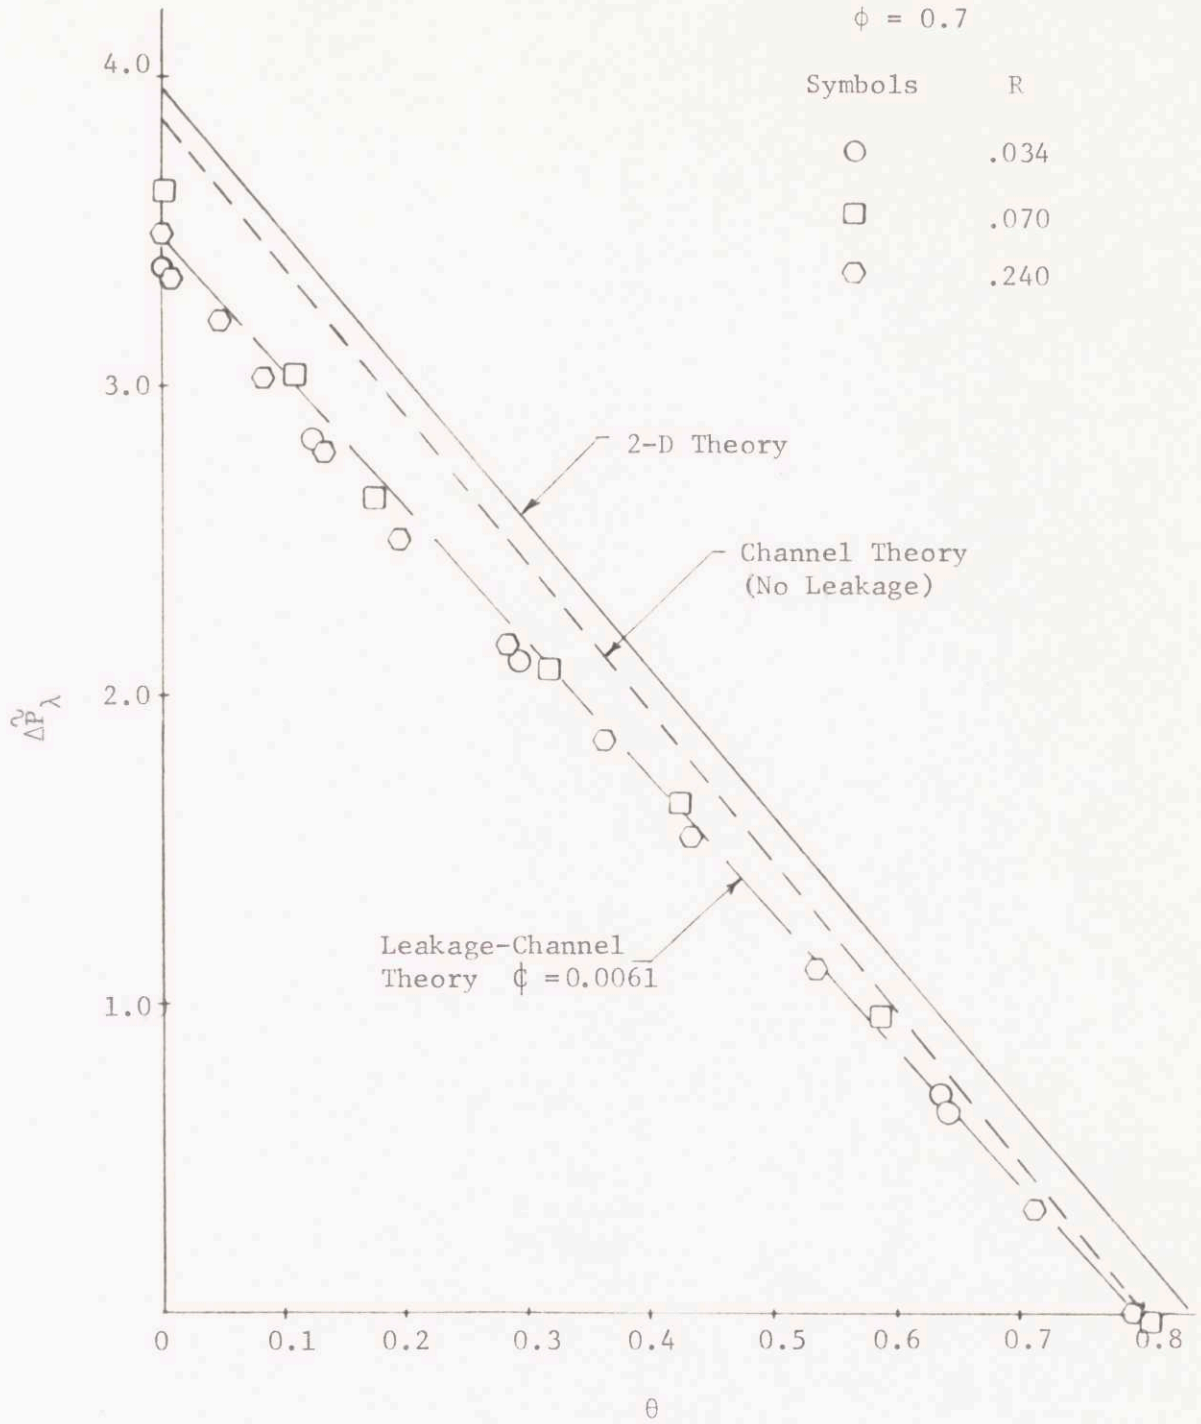 ϕ = 0.7
Symbols R
○ .034
□ .070
⬡ .240
4.0
3.0
2.0
1.0
ΔP̃λ
2-D Theory
Channel Theory
(No Leakage)
Leakage-Channel
Theory ¢ =0.0061
0 0.1 0.2 0.3 0.4 0.5 0.6 0.7 0.8
θ